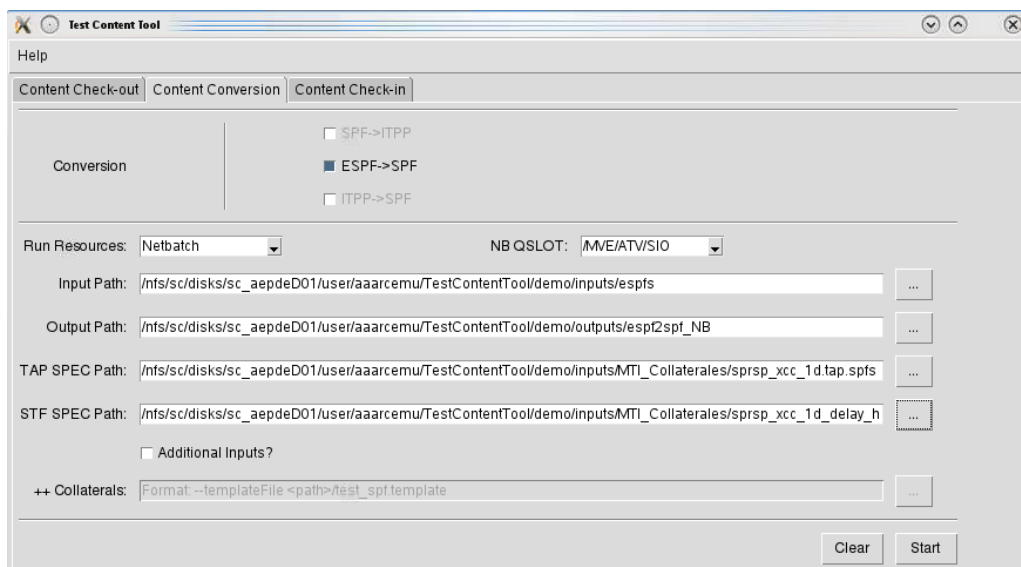 Test Content Tool
Help
Content Check-out Content Conversion Content Check-in
SPF->ITPP
Conversion ESPF->SPF
ITPP->SPF
Run Resources: Netbatch NB QSLOT: /MVE/ATV/SIO
Input Path: /nfs/sc/disks/sc_aepdeD01/user/aaarcemu/TestContentTool/demo/inputs/espfs ...
Output Path: /nfs/sc/disks/sc_aepdeD01/user/aaarcemu/TestContentTool/demo/outputs/espf2spf_NB ...
TAP SPEC Path: /nfs/sc/disks/sc_aepdeD01/user/aaarcemu/TestContentTool/demo/inputs/MTI_Collaterales/sprsp_xcc_1d.tap.spfs ...
STF SPEC Path: /nfs/sc/disks/sc_aepdeD01/user/aaarcemu/TestContentTool/demo/inputs/MTI_Collaterales/sprsp_xcc_1d_delay_h ...
Additional Inputs?
++ Collaterals: Format: --templateFile <path>/test_spf.template ...
Clear Start